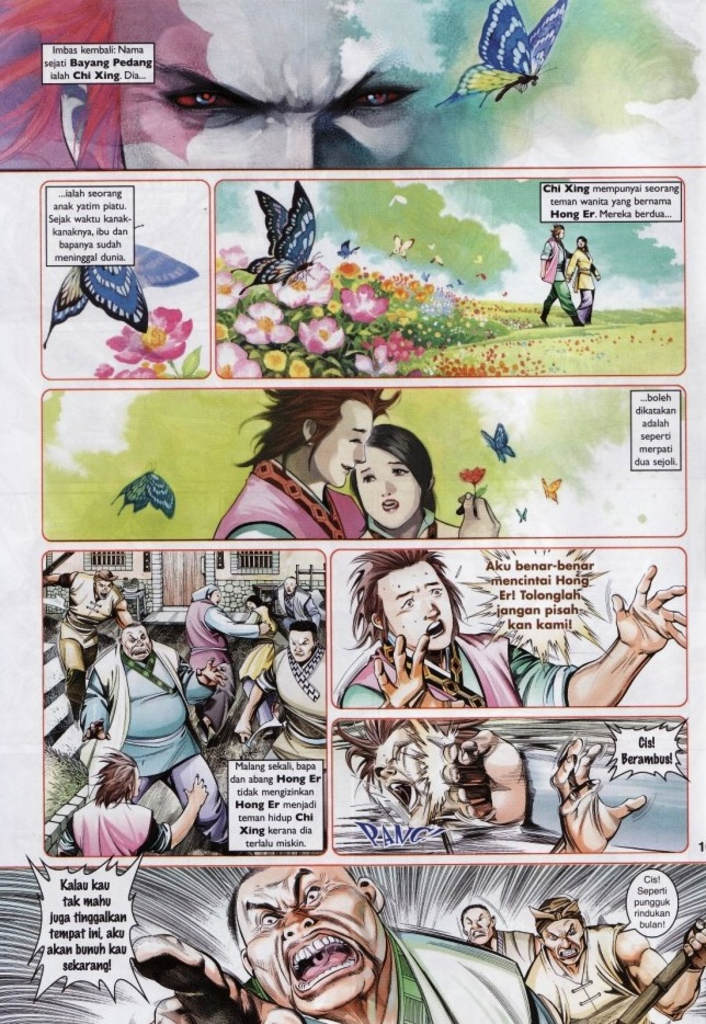 Imbas kembali: Nama
sejati Bayang Pedang
ialah Chi Xing. Dia...
...ialah seorang
anak yatim piatu.
Sejak waktu kanak-
kanaknya, ibu dan
bapanya sudah
meninggal dunia.
Chi Xing mempunyai seorang
teman wanita yang bernama
Hong Er. Mereka berdua...
...boleh
dikatakan
adalah
seperti
merpati
dua sejoli.
Malang sekali, bapa
dan abang Hong Er
tidak mengizinkan
Hong Er menjadi
teman hidup Chi
Xing kerana dia
terlalu miskin.
Aku benar-benar
mencintai Hong
Er! Tolonglah
jangan pisah-
kan kami!
Cis!
Berambus!
PANG
Kalau kau
tak mahu
juga tinggalkan
tempat ini, aku
akan bunuh kau
sekarang!
Cis!
Seperti
pungguk
rindukan
bulan!